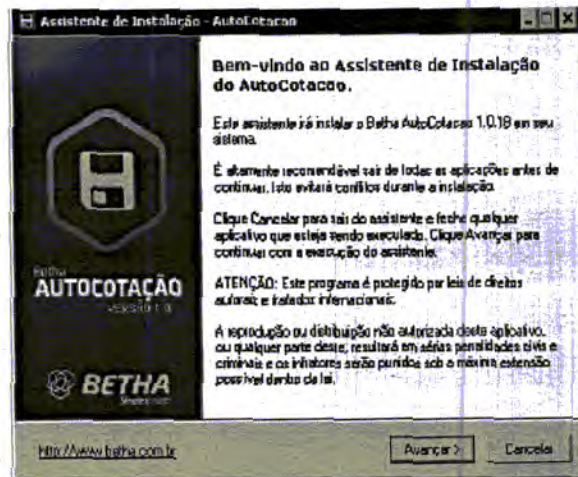 Assistente de Instalação - AutoCotacao
Bem-vindo ao Assistente de Instalação
do AutoCotacao.
Este assistente irá instalar o Betha AutoCotacao 1.0.18 em seu
sistema.
É altamente recomendável sair de todas as aplicações antes de
continuar. Isto evitará conflitos durante a instalação.
Clique Cancelar para sair do assistente e feche qualquer
aplicativo que esteja sendo executado. Clique Avançar para
continuar com a execução do assistente.
ATENÇÃO: Este programa é protegido por leis de direitos
autorais e tratados internacionais.
A reprodução ou distribuição não autorizada deste aplicativo,
ou qualquer parte deste, resultará em sérias penalidades civis e
criminais e os infratores serão punidos sob a máxima extensão
possível dentro da lei.
Betha
AUTOCOTAÇÃO
VERSÃO 1.0
BETHA
http://www.betha.com.br
Avançar >
Cancelar